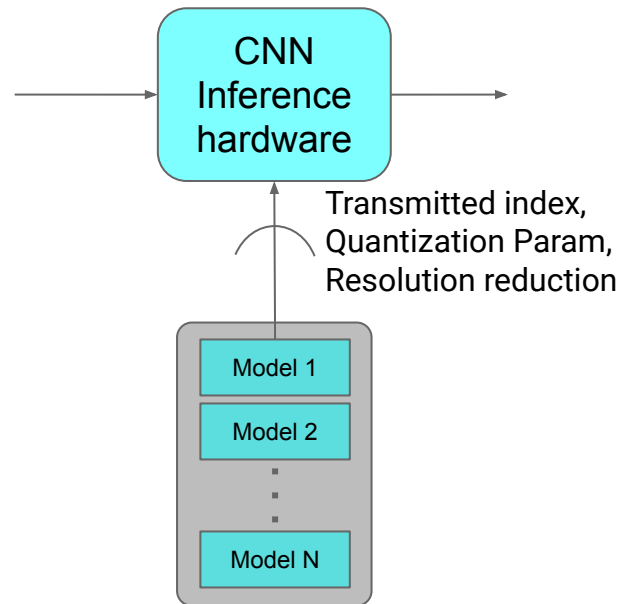 CNN
Inference
hardware
Transmitted index,
Quantization Param,
Resolution reduction
Model 1
Model 2
Model N